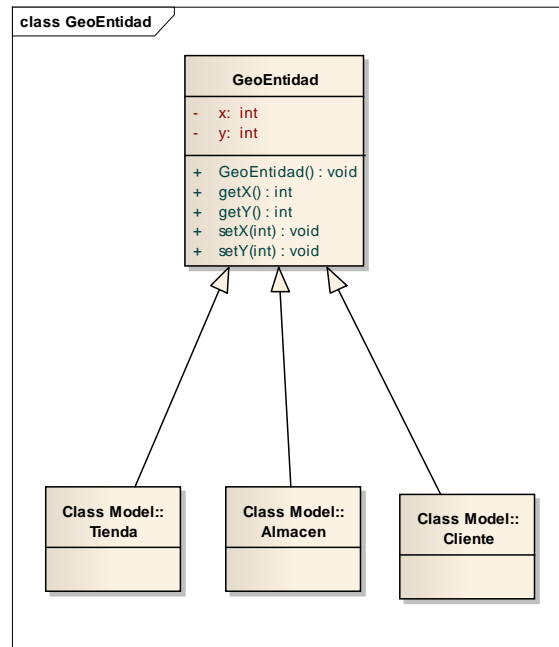 class GeoEntidad
GeoEntidad
- x: int
- y: int
+ GeoEntidad() : void
+ getX() : int
+ getY() : int
+ setX(int) : void
+ setY(int) : void
Class Model::
Tienda
Class Model::
Almacen
Class Model::
Cliente